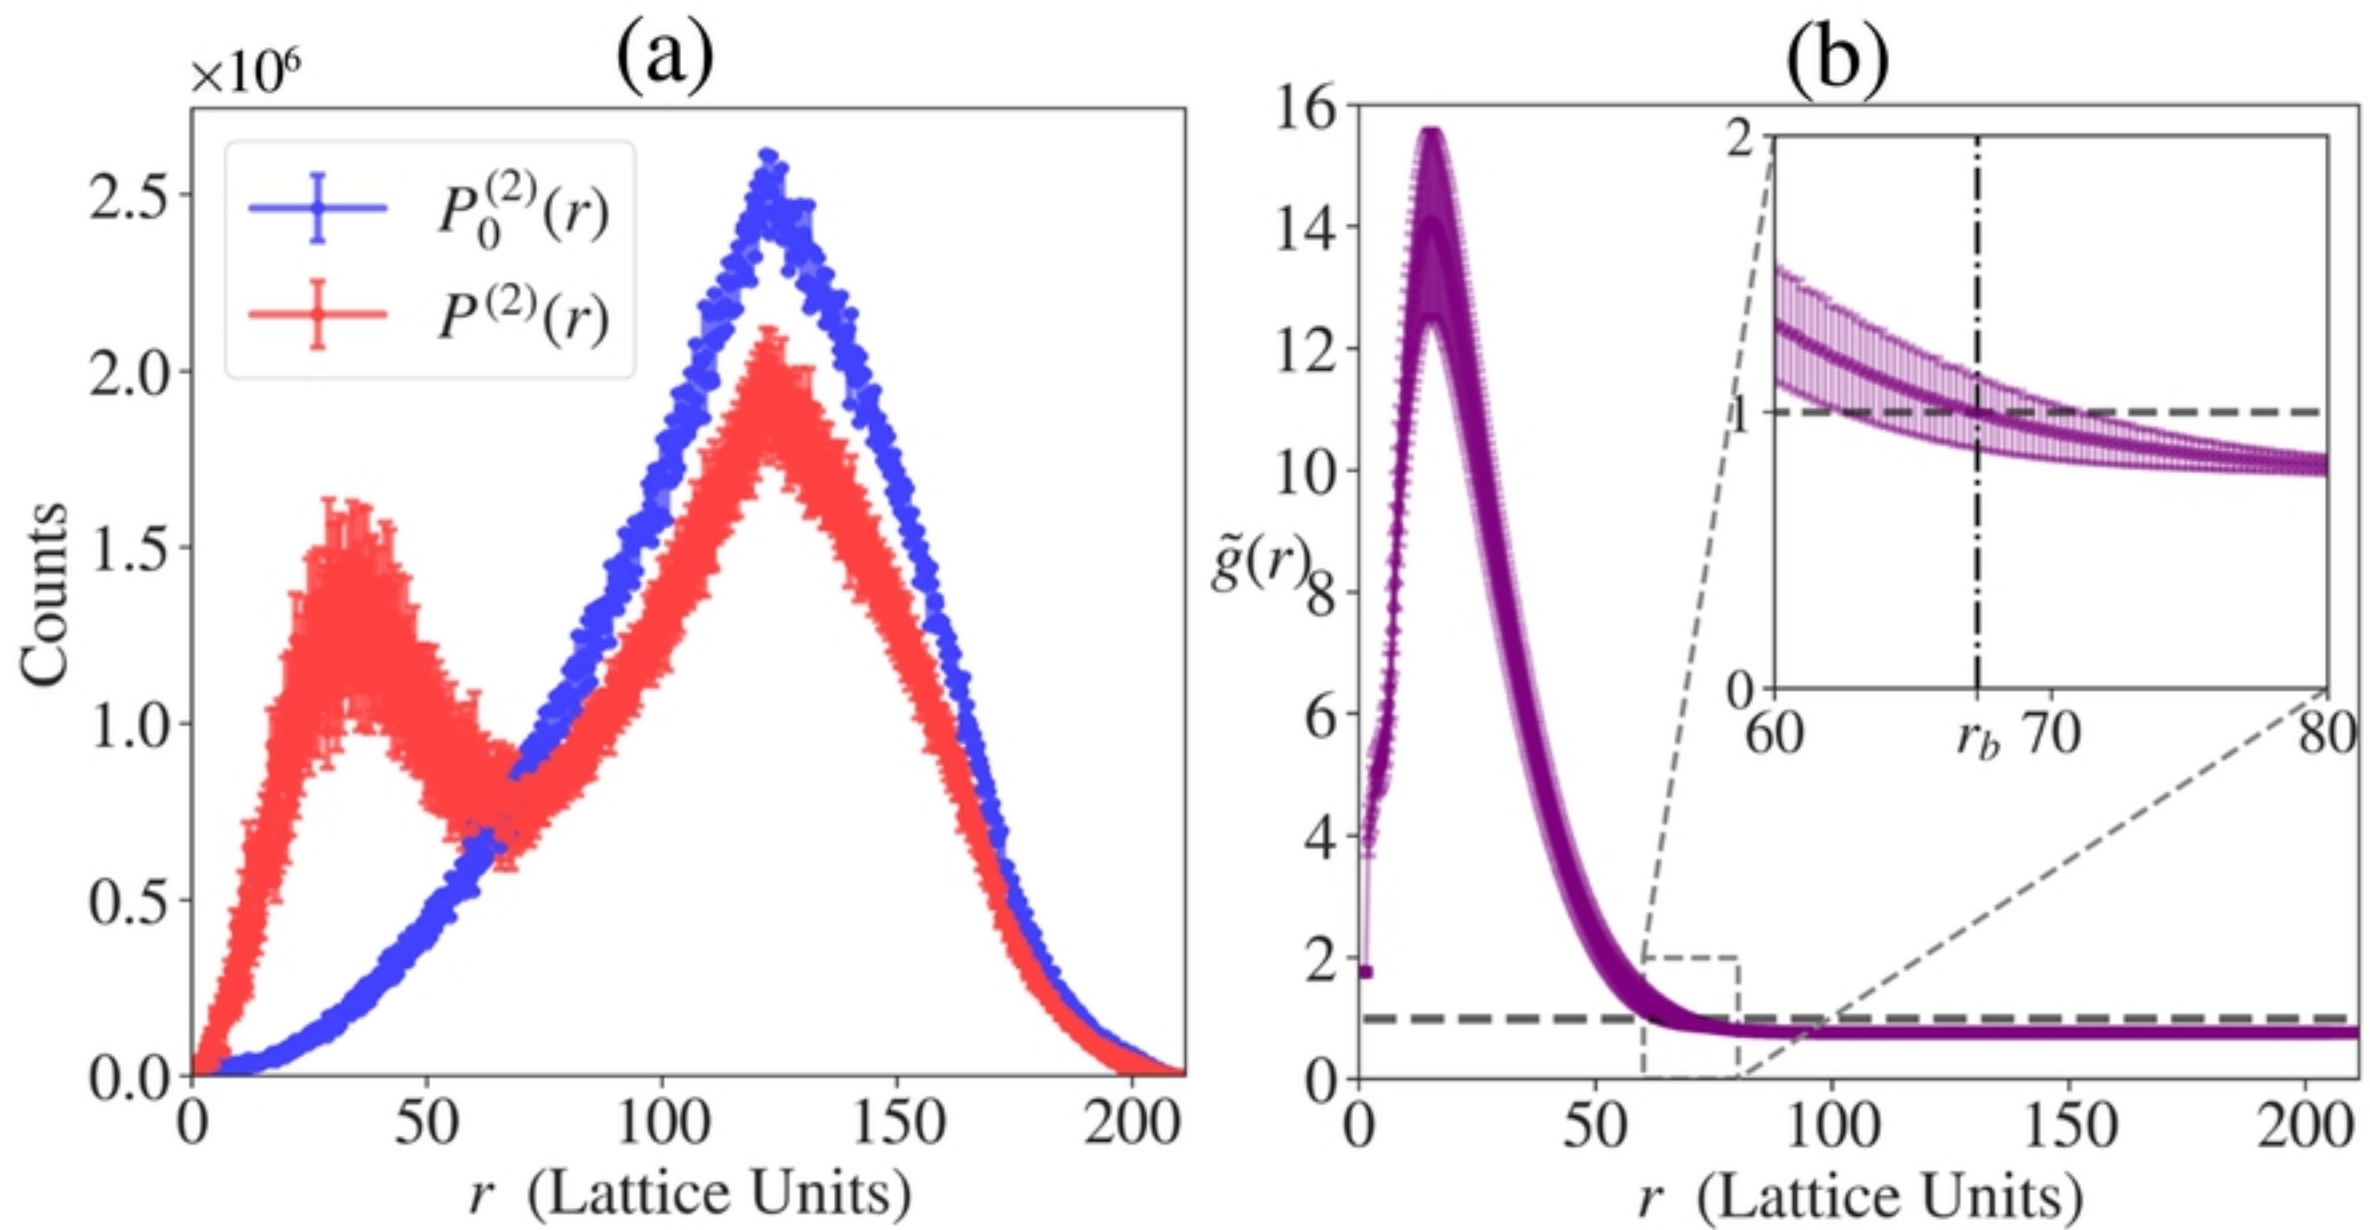 (a)
×10⁶
P₀⁽²⁾(r)
P⁽²⁾(r)
2.5
2.0
1.5
1.0
0.5
0.0
Counts
0 50 100 150 200
r (Lattice Units)
(b)
16
14
12
10
8
6
4
2
0
g̃(r)
2
1
0
60 r_b 70 80
0 50 100 150 200
r (Lattice Units)